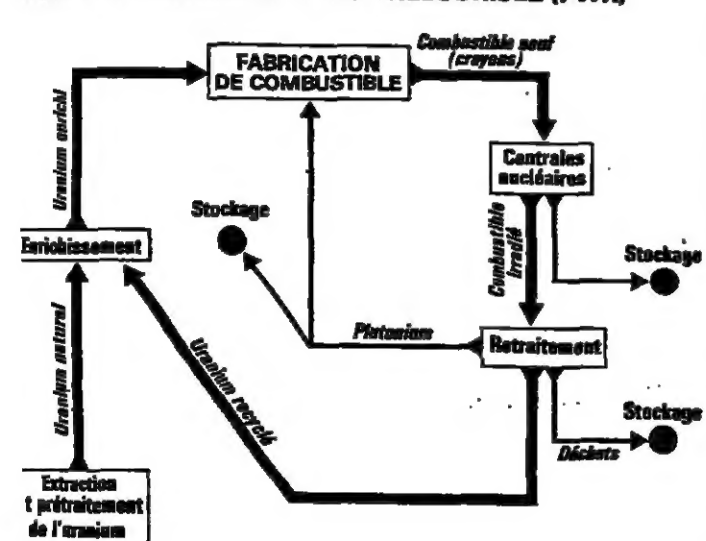 FABRICATION
DE COMBUSTIBLE
Combustible neuf
(crayons)
Uranium enrichi
Centrales
nucléaires
Stockage
Enrichissement
Combustible
irradié
Stockage
Uranium naturel
Plutonium
Retraitement
Uranium recyclé
Stockage
Déchets
Extraction
t prétraitement
de l'uranium